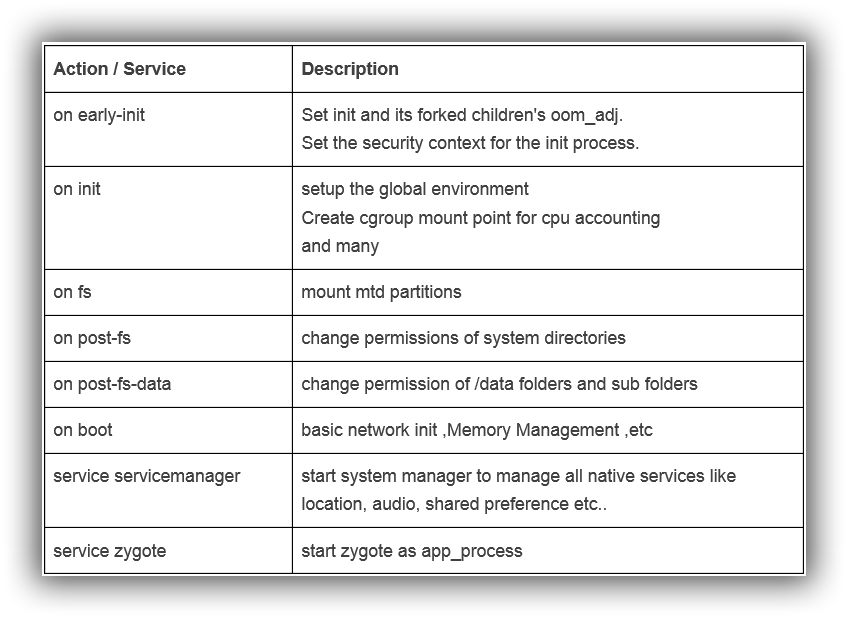 Action / Service Description
on early-init Set init and its forked children's oom_adj.
Set the security context for the init process.
on init setup the global environment
Create cgroup mount point for cpu accounting
and many
on fs mount mtd partitions
on post-fs change permissions of system directories
on post-fs-data change permission of /data folders and sub folders
on boot basic network init ,Memory Management ,etc
service servicemanager start system manager to manage all native services like
location, audio, shared preference etc..
service zygote start zygote as app_process